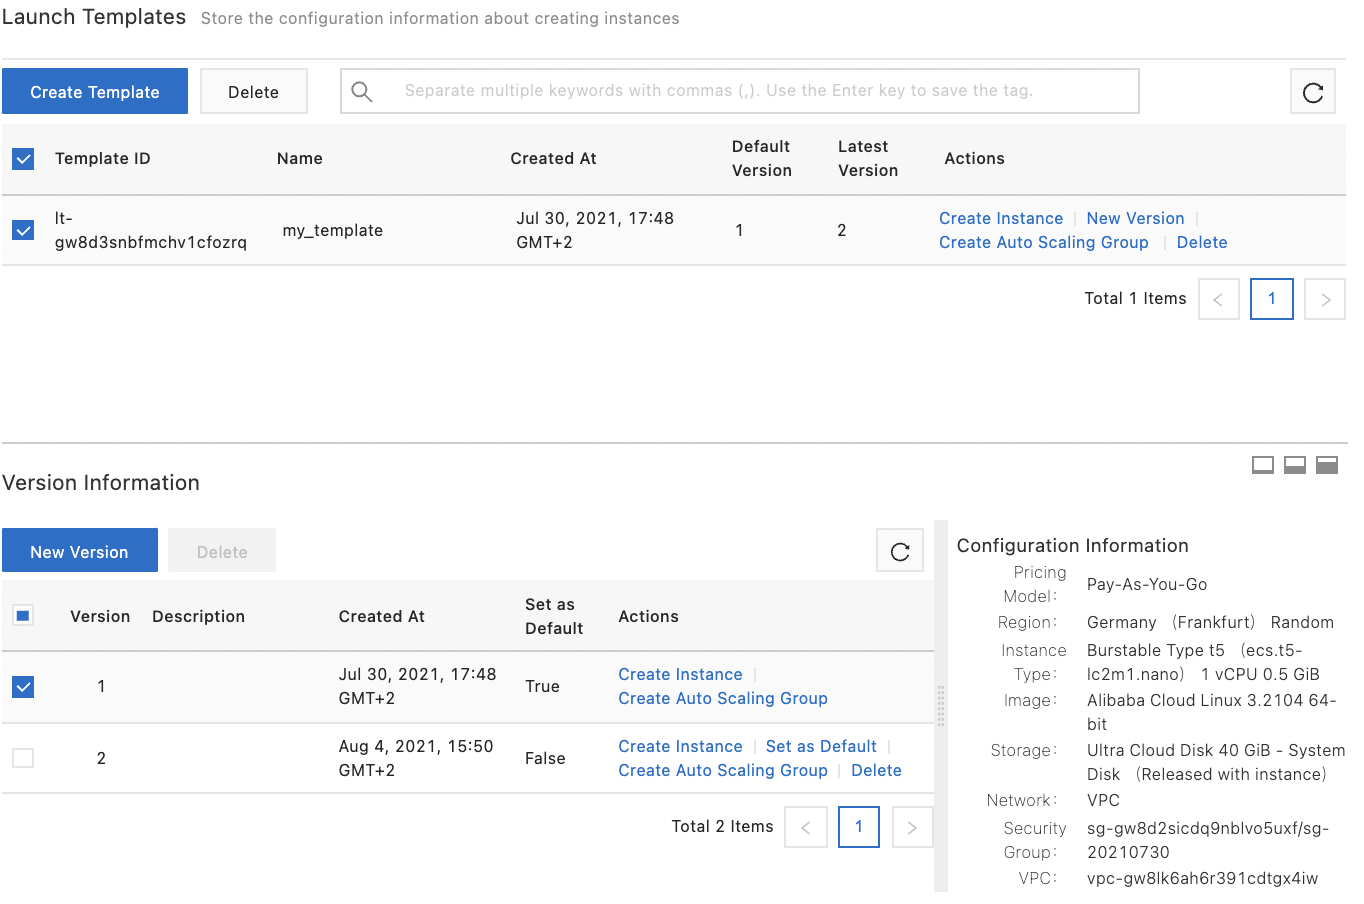 Launch Templates Store the configuration information about creating instances
Create Template Delete Separate multiple keywords with commas (,). Use the Enter key to save the tag.
Template ID Name Created At Default Version Latest Version Actions
lt-
gw8d3snbfmchv1cfozrq my_template Jul 30, 2021, 17:48 GMT+2 1 2 Create Instance New Version
Create Auto Scaling Group Delete
Total 1 Items < 1 >
Version Information
New Version Delete
Version Description Created At Set as Default Actions
1 Jul 30, 2021, 17:48 GMT+2 True Create Instance
Create Auto Scaling Group
2 Aug 4, 2021, 15:50 GMT+2 False Create Instance Set as Default
Create Auto Scaling Group Delete
Total 2 Items < 1 >
Configuration Information
Pricing Model: Pay-As-You-Go
Region: Germany (Frankfurt) Random
Instance Type: Burstable Type t5 (ecs.t5-
lc2m1.nano) 1 vCPU 0.5 GiB
Image: Alibaba Cloud Linux 3.2104 64-
bit
Storage: Ultra Cloud Disk 40 GiB - System
Disk (Released with instance)
Network: VPC
Security Group: sg-gw8d2sicdq9nblvo5uxf/sg-
20210730
VPC: vpc-gw8lk6ah6r391cdtgx4iw